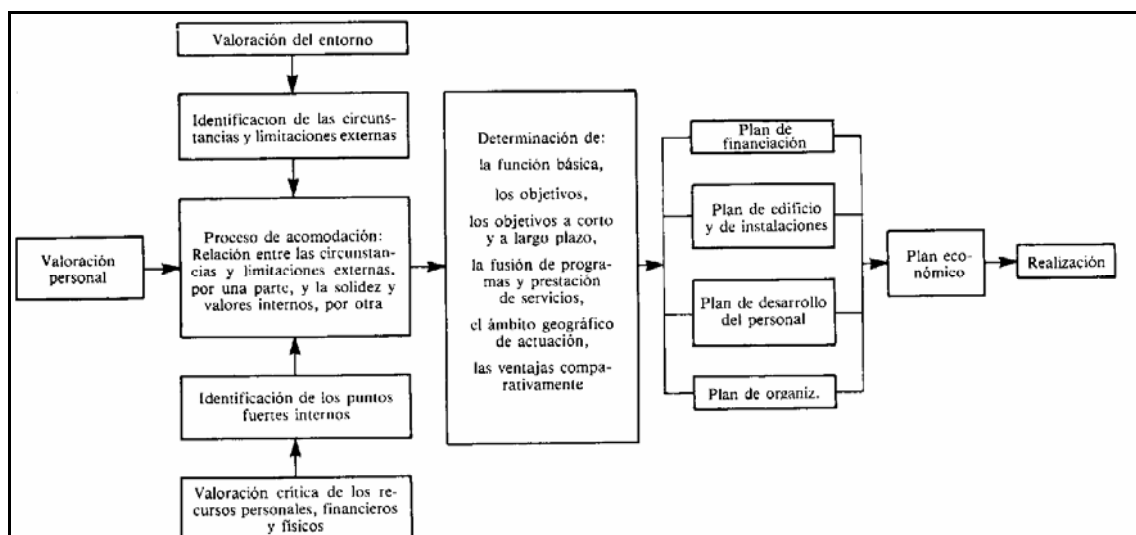 Valoración del entorno
Identificacion de las circuns-
tancias y limitaciones externas
Valoración
personal
Proceso de acomodación:
Relación entre las circunstan-
cias y limitaciones externas.
por una parte, y la solidez y
valores internos, por otra
Identificación de los puntos
fuertes internos
Valoración crítica de los re-
cursos personales, financieros
y físicos
Determinación de:
la función básica,
los objetivos,
los objetivos a corto
y a largo plazo,
la fusión de progra-
mas y prestación
de servicios,
el ámbito geográfico
de actuación,
las ventajas compa-
rativamente
Plan de
financiación
Plan de edificio
y de instalaciones
Plan de desarrollo
del personal
Plan de organiz.
Plan eco-
nómico
Realización